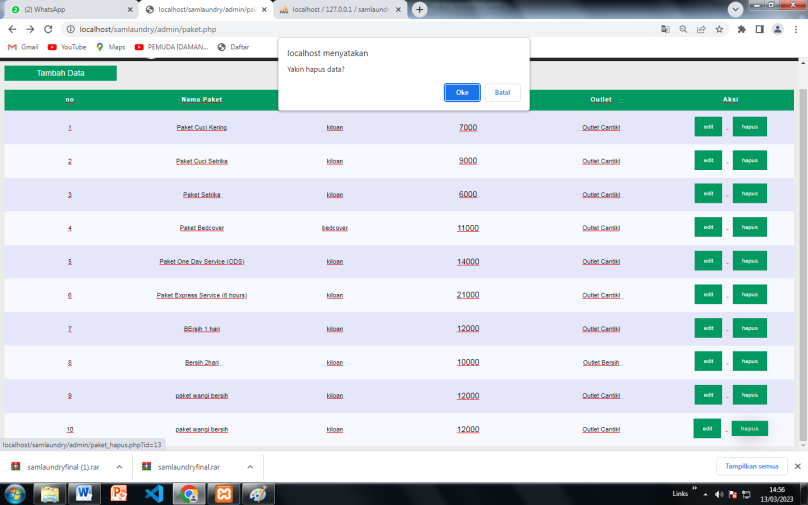 (2) WhatsApp
localhost/samlaundry/admin/pak
localhost / 127.0.0.1 / samlaundr
localhost/samlaundry/admin/paket.php
Gmail YouTube Maps PEMUDA IDAMAN... Daftar
localhost menyatakan
Yakin hapus data?
Oke Batal
Tambah Data
no Nama Paket Outlet Aksi
1 Paket Cuci Kering kiloan 7000 Outlet Cantikl edit - hapus
2 Paket Cuci Setrika kiloan 9000 Outlet Cantikl edit - hapus
3 Paket Setrika kiloan 6000 Outlet Cantikl edit - hapus
4 Paket Bedcover bedcover 11000 Outlet Cantikl edit - hapus
5 Paket One Day Service (ODS) kiloan 14000 Outlet Cantikl edit - hapus
6 Paket Express Service (6 hours) kiloan 21000 Outlet Cantikl edit - hapus
7 BErsih 1 hari kiloan 12000 Outlet Cantikl edit - hapus
8 Bersih 2hari kiloan 10000 Outlet Bersih edit - hapus
9 paket wangi bersih kiloan 12000 Outlet Cantikl edit - hapus
10 paket wangi bersih kiloan 12000 Outlet Cantikl edit - hapus
localhost/samlaundry/admin/paket_hapus.php?id=13
samlaundryfinal (1).rar samlaundryfinal.rar Tampilkan semua
Links
14:56
13/03/2023